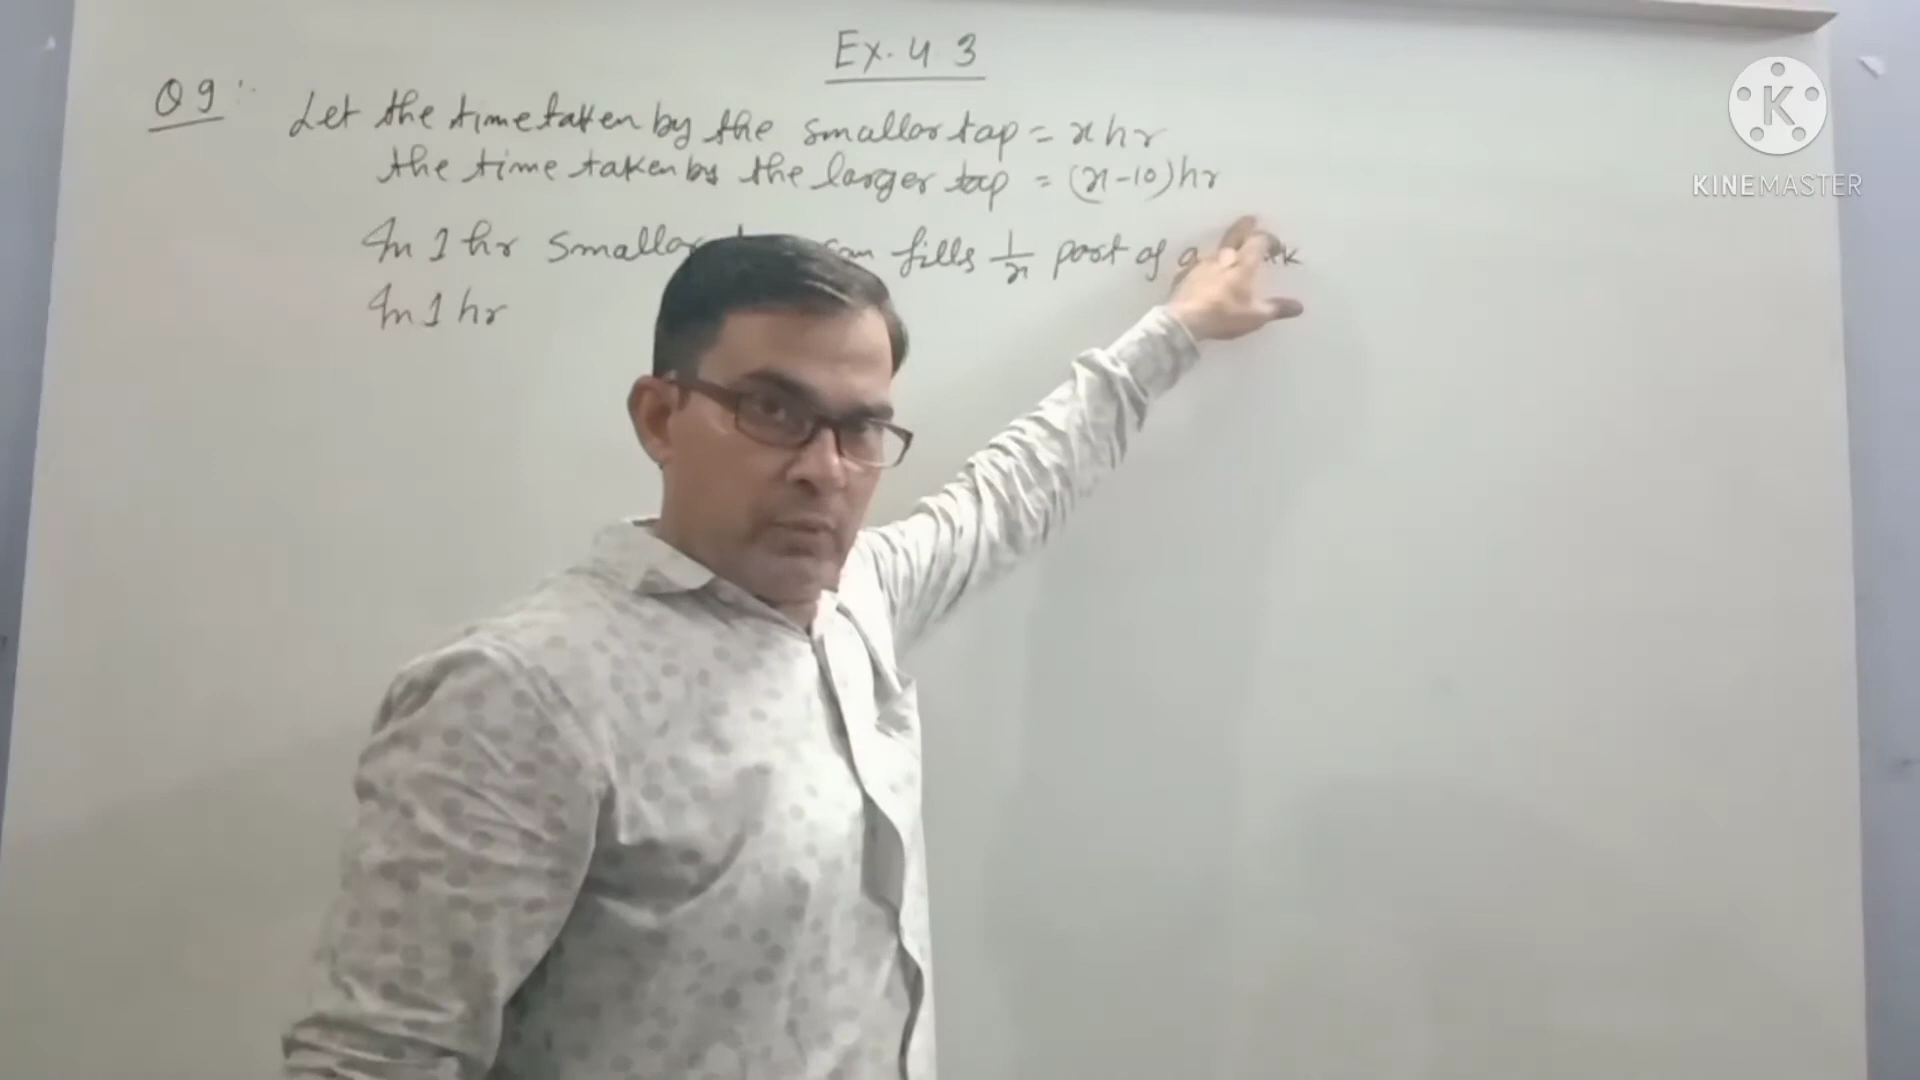 Ex. 4.3
Q 9:- Let the time taken by the smaller tap = x hr
the time taken by the larger tap = (x-10) hr
In 1 hr smaller fills 1/x part of a
In 1 hr
K
KINEMASTER